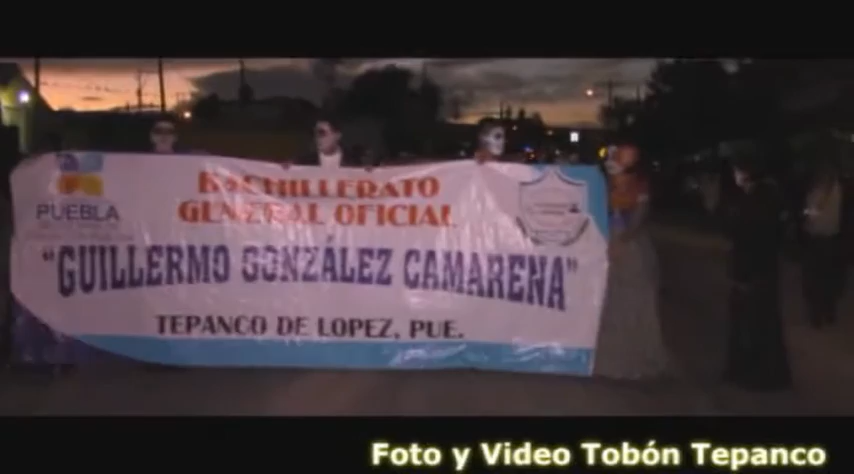 PUEBLA
BACHILLERATO
GENERAL OFICIAL
"GUILLERMO GONZÁLEZ CAMARENA"
TEPANCO DE LOPEZ, PUE.
Foto y Video Tobón Tepanco